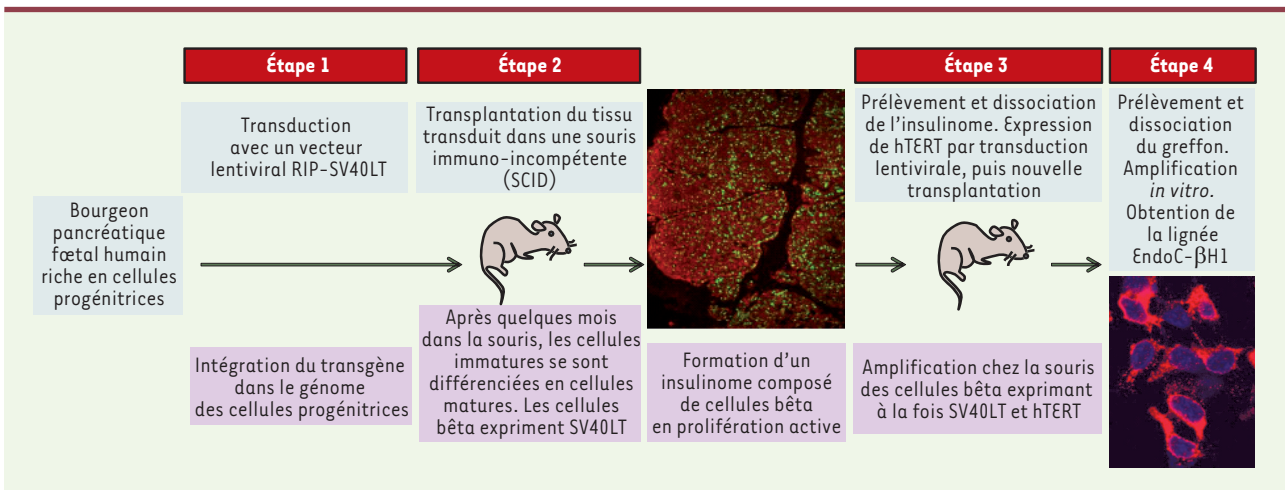 Bourgeon
pancréatique
fœtal humain
riche en cellules
progénitrices
Étape 1
Transduction
avec un vecteur
lentiviral RIP-SV40LT
Intégration du transgène
dans le génome
des cellules progénitrices
Étape 2
Transplantation du tissu
transduit dans une souris
immuno-incompétente
(SCID)
Après quelques mois
dans la souris, les cellules
immatures se sont
différenciées en cellules
matures. Les cellules
bêta expriment SV40LT
Formation d’un
insulinome composé
de cellules bêta
en prolifération active
Étape 3
Prélèvement et dissociation
de l’insulinome. Expression
de hTERT par transduction
lentivirale, puis nouvelle
transplantation
Amplification chez la souris
des cellules bêta exprimant
à la fois SV40LT et hTERT
Étape 4
Prélèvement et
dissociation
du greffon.
Amplification
in vitro.
Obtention de
la lignée
EndoC-βH1